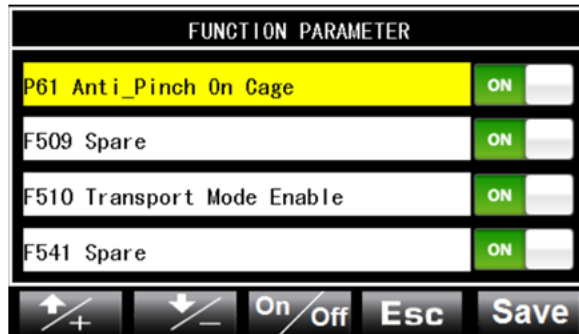 FUNCTION PARAMETER
P61 Anti_Pinch On Cage ON
F509 Spare ON
F510 Transport Mode Enable ON
F541 Spare ON
+ - On/Off Esc Save